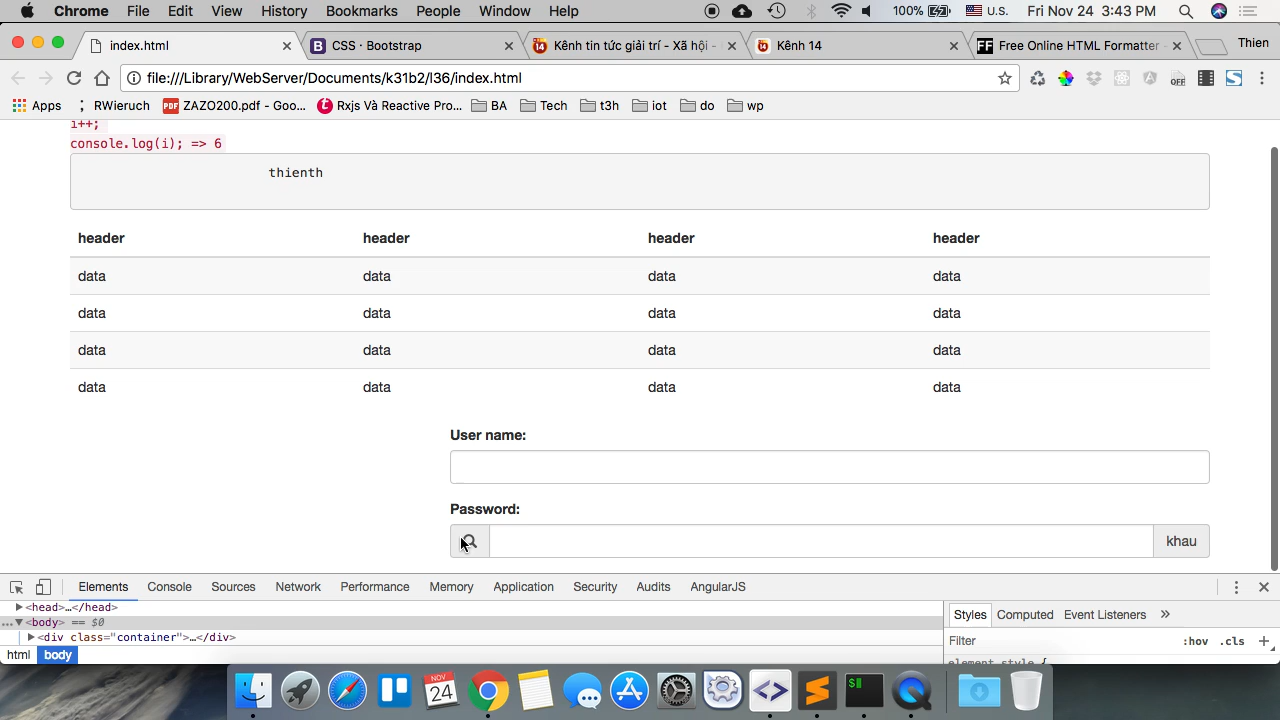 Chrome File Edit View History Bookmarks People Window Help 100% U.S. Fri Nov 24 3:43 PM
index.html CSS · Bootstrap Kênh tin tức giải trí - Xã hội - Kênh 14 Free Online HTML Formatter - Thien
file:///Library/WebServer/Documents/k31b2/l36/index.html OFF
Apps RWieruch PDF ZAZO200.pdf - Goo... Rxjs Và Reactive Pro... BA Tech t3h iot do wp
i++;
console.log(i); => 6
thienth
header header header header
data data data data
data data data data
data data data data
data data data data
User name:
Password:
khau
Elements Console Sources Network Performance Memory Application Security Audits AngularJS
<head>…</head>
<body> == $0
<div class="container">…</div>
html body
Styles Computed Event Listeners »
Filter :hov .cls +
element.style {
NOV
24